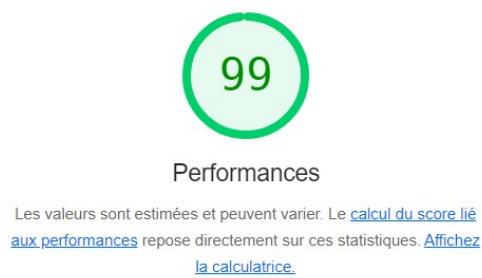 99
Performances
Les valeurs sont estimées et peuvent varier. Le calcul du score lié
aux performances repose directement sur ces statistiques. Affichez
la calculatrice.